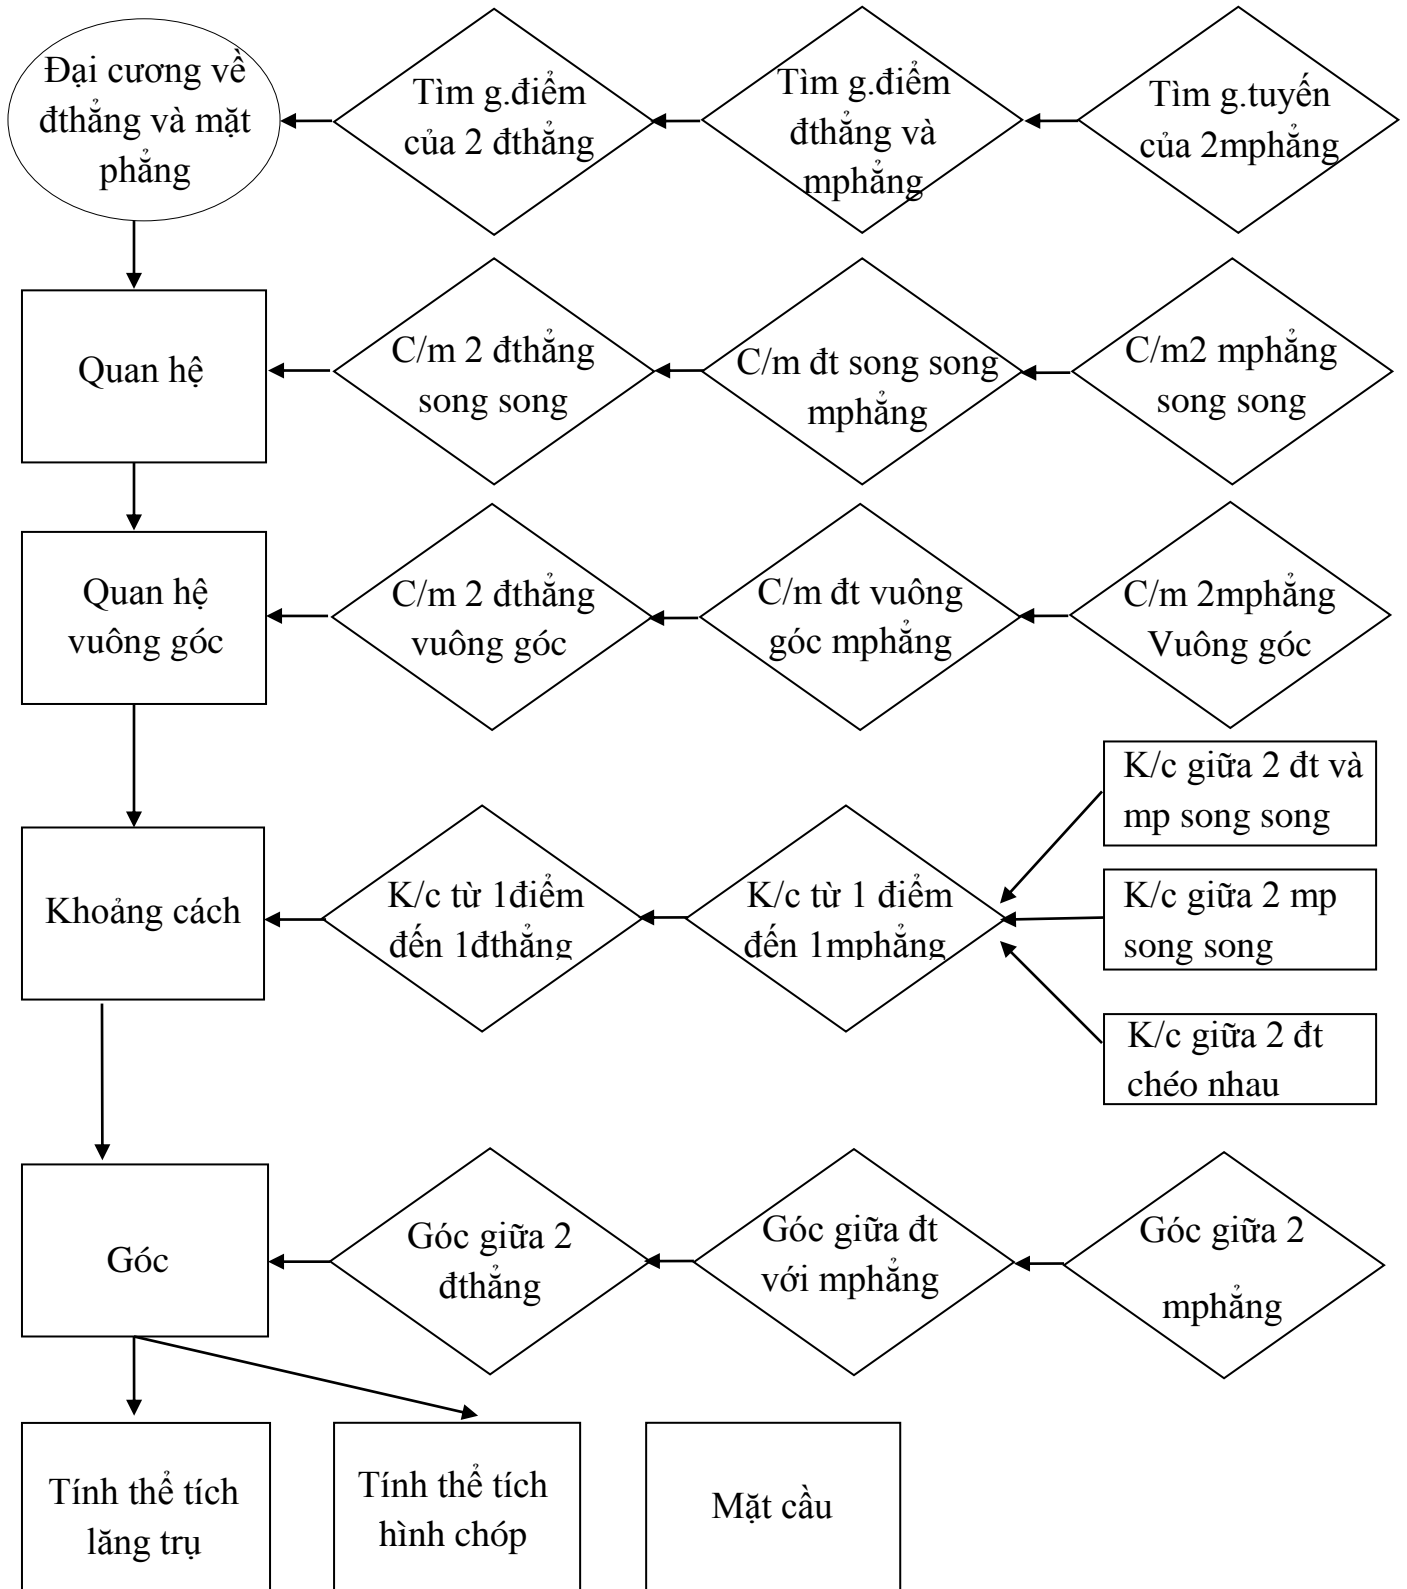 Đại cương về
đthẳng và mặt
phẳng
Tìm g.điểm
của 2 đthẳng
Tìm g.điểm
đthẳng và
mphẳng
Tìm g.tuyến
của 2mphẳng
Quan hệ
C/m 2 đthẳng
song song
C/m đt song song
mphẳng
C/m2 mphẳng
song song
Quan hệ
vuông góc
C/m 2 đthẳng
vuông góc
C/m đt vuông
góc mphẳng
C/m 2mphẳng
Vuông góc
Khoảng cách
K/c từ 1điểm
đến 1đthẳng
K/c từ 1 điểm
đến 1mphẳng
K/c giữa 2 đt và
mp song song
K/c giữa 2 mp
song song
K/c giữa 2 đt
chéo nhau
Góc
Góc giữa 2
đthẳng
Góc giữa đt
với mphẳng
Góc giữa 2
mphẳng
Tính thể tích
lăng trụ
Tính thể tích
hình chóp
Mặt cầu